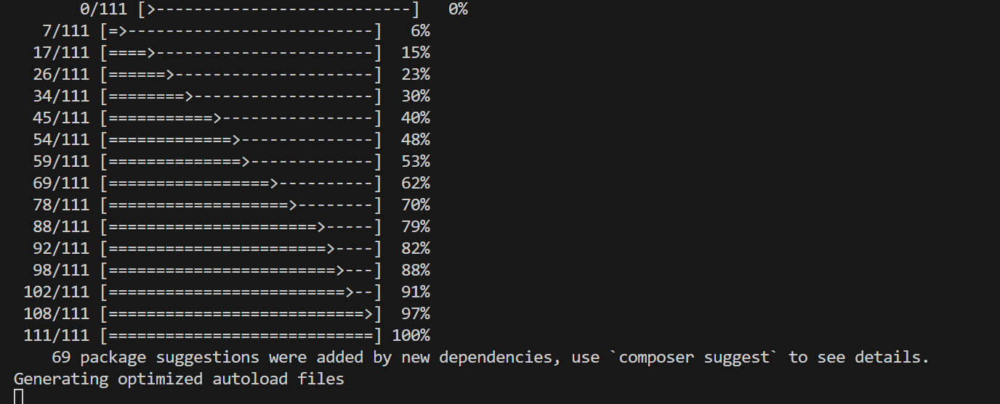 0/111 [>---------------------------]   0%
7/111 [=>--------------------------]   6%
17/111 [====>-----------------------]  15%
26/111 [======>---------------------]  23%
34/111 [========>-------------------]  30%
45/111 [===========>----------------]  40%
54/111 [=============>--------------]  48%
59/111 [==============>-------------]  53%
69/111 [=================>----------]  62%
78/111 [===================>--------]  70%
88/111 [======================>-----]  79%
92/111 [=======================>----]  82%
98/111 [========================>---]  88%
102/111 [=========================>--]  91%
108/111 [===========================>]  97%
111/111 [============================] 100%
69 package suggestions were added by new dependencies, use `composer suggest` to see details.
Generating optimized autoload files